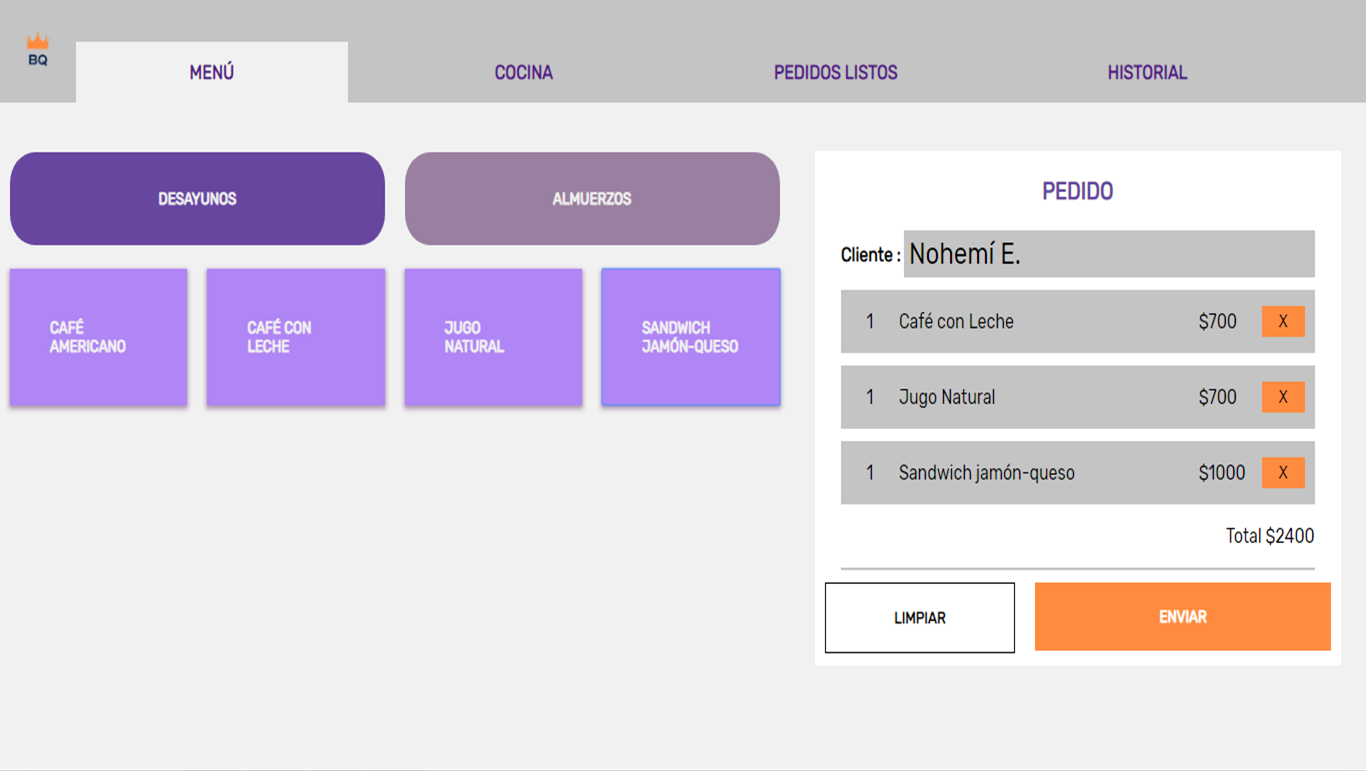 BQ
MENÚ
COCINA
PEDIDOS LISTOS
HISTORIAL
DESAYUNOS
ALMUERZOS
CAFÉ
AMERICANO
CAFÉ CON
LECHE
JUGO
NATURAL
SANDWICH
JAMÓN-QUESO
PEDIDO
Cliente : Nohemí E.
1 Café con Leche $700 X
1 Jugo Natural $700 X
1 Sandwich jamón-queso $1000 X
Total $2400
LIMPIAR
ENVIAR